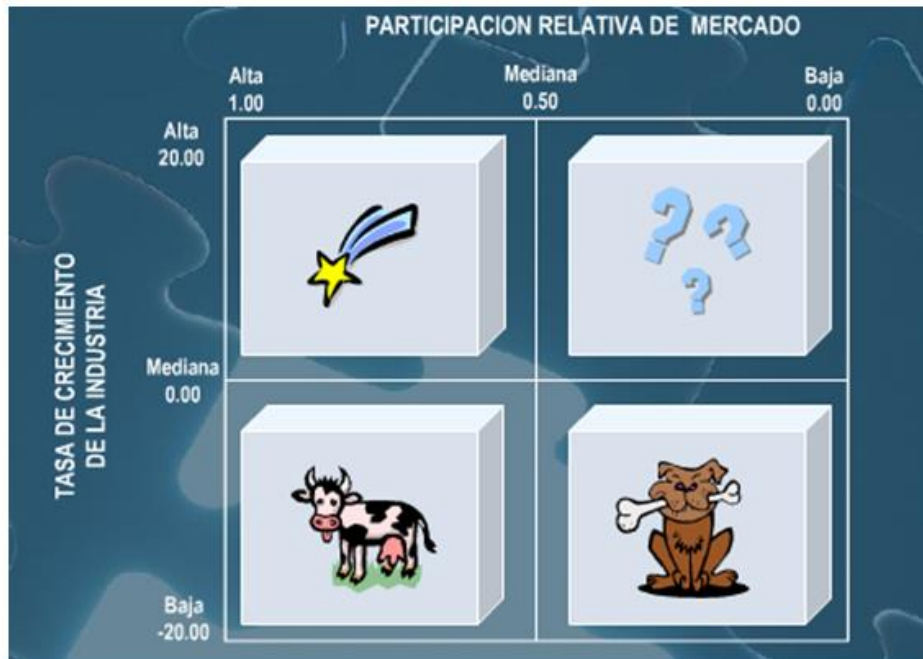 PARTICIPACION RELATIVA DE MERCADO
Alta
1.00
Mediana
0.50
Baja
0.00
Alta
20.00
TASA DE CRECIMIENTO
DE LA INDUSTRIA
Mediana
0.00
Baja
-20.00
? ? ?